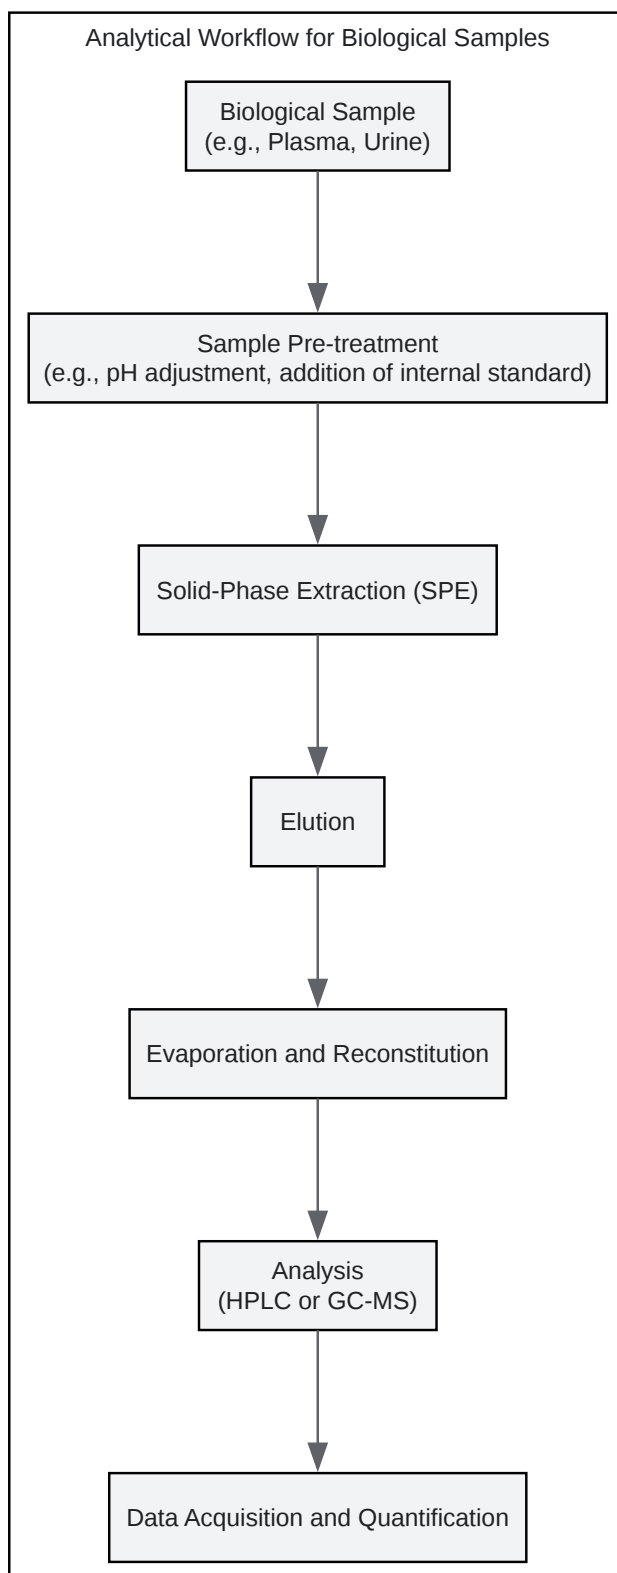 Analytical Workflow for Biological Samples
Biological Sample
(e.g., Plasma, Urine)
Sample Pre-treatment
(e.g., pH adjustment, addition of internal standard)
Solid-Phase Extraction (SPE)
Elution
Evaporation and Reconstitution
Analysis
(HPLC or GC-MS)
Data Acquisition and Quantification